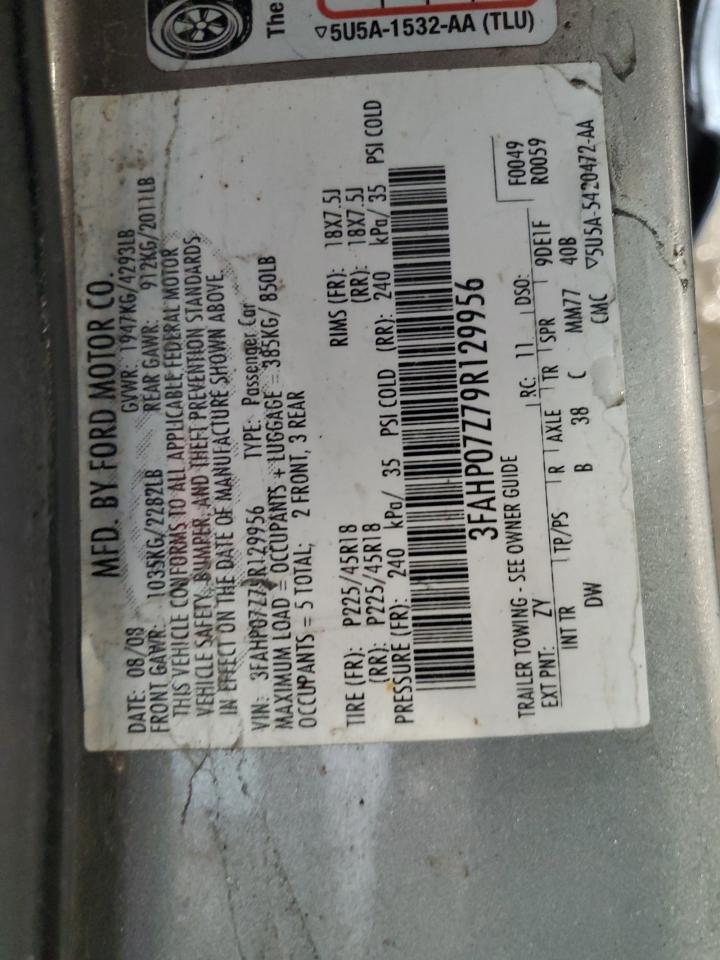 The
▽5U5A-1532-AA (TLU)
MFD. BY FORD MOTOR CO.
DATE: 08/08 GVWR: 1947KG/4293LB
FRONT GAWR: 1035KG/2282LB REAR GAWR: 912KG/2011LB
THIS VEHICLE CONFORMS TO ALL APPLICABLE FEDERAL MOTOR
VEHICLE SAFETY, BUMPER, AND THEFT PREVENTION STANDARDS
IN EFFECT ON THE DATE OF MANUFACTURE SHOWN ABOVE.
VIN: 3FAHP07Z79R129956 TYPE: Passenger Car
MAXIMUM LOAD = OCCUPANTS + LUGGAGE = 385KG/ 850LB
OCCUPANTS = 5 TOTAL; 2 FRONT, 3 REAR
TIRE (FR): P225/45R18 RIMS (FR): 18X7.5J
(RR): P225/45R18 (RR): 18X7.5J
PRESSURE (FR): 240 kPa/ 35 PSI COLD (RR): 240 kPa/ 35 PSI COLD
3FAHP07Z79R129956
F0049
R0059
TRAILER TOWING - SEE OWNER GUIDE RC: 11 DSO:
EXT PNT: ZY TP/PS R AXLE TR SPR 9DE1F
INT TR B 38 C MM77 40B
DW CMC ▽5U5A-5420472-AA